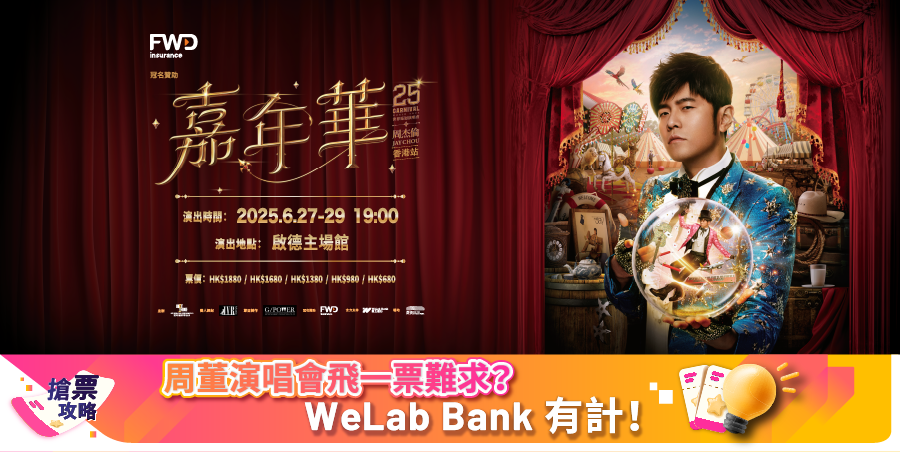 FWD
insurance
冠名贊助
嘉年華
25
CARNIVAL
周杰倫
JAY CHOU
香港站
演出時間： 2025.6.27-29 19:00
演出地點： 啟德主場館
票價：HK$1880 / HK$1680 / HK$1380 / HK$980 / HK$680
JVR
G/POWER
FWD
搶票
攻略
周董演唱會飛一票難求？
WeLab Bank 有計！